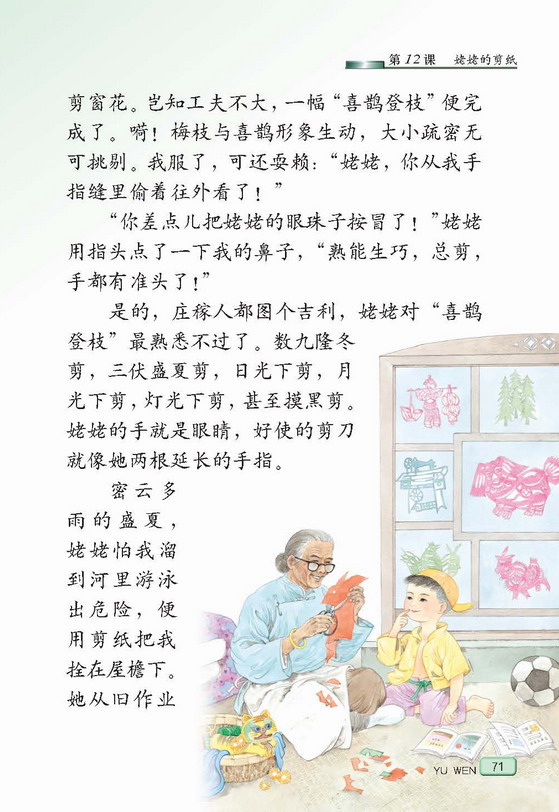 第12课 姥姥的剪纸
剪窗花。岂知工夫不大，一幅“喜鹊登枝”便完
成了。嗬！梅枝与喜鹊形象生动，大小疏密无
可挑剔。我服了，可还耍赖：“姥姥，你从我手
指缝里偷着往外看了！”
“你差点儿把姥姥的眼珠子按冒了！”姥姥
用指头点了一下我的鼻子，“熟能生巧，总剪，
手都有准头了！”
是的，庄稼人都图个吉利，姥姥对“喜鹊
登枝”最熟悉不过了。数九隆冬
剪，三伏盛夏剪，日光下剪，月
光下剪，灯光下剪，甚至摸黑剪。
姥姥的手就是眼睛，好使的剪刀
就像她两根延长的手指。
密云多
雨的盛夏，
姥姥怕我溜
到河里游泳
出危险，便
用剪纸把我
拴在屋檐下。
她从旧作业
YU WEN 71